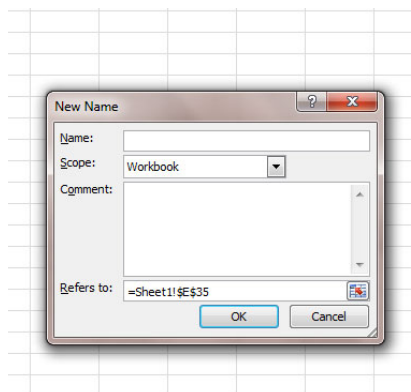 New Name
Name:
Scope: Workbook
Comment:
Refers to: =Sheet1!$E$35
OK Cancel